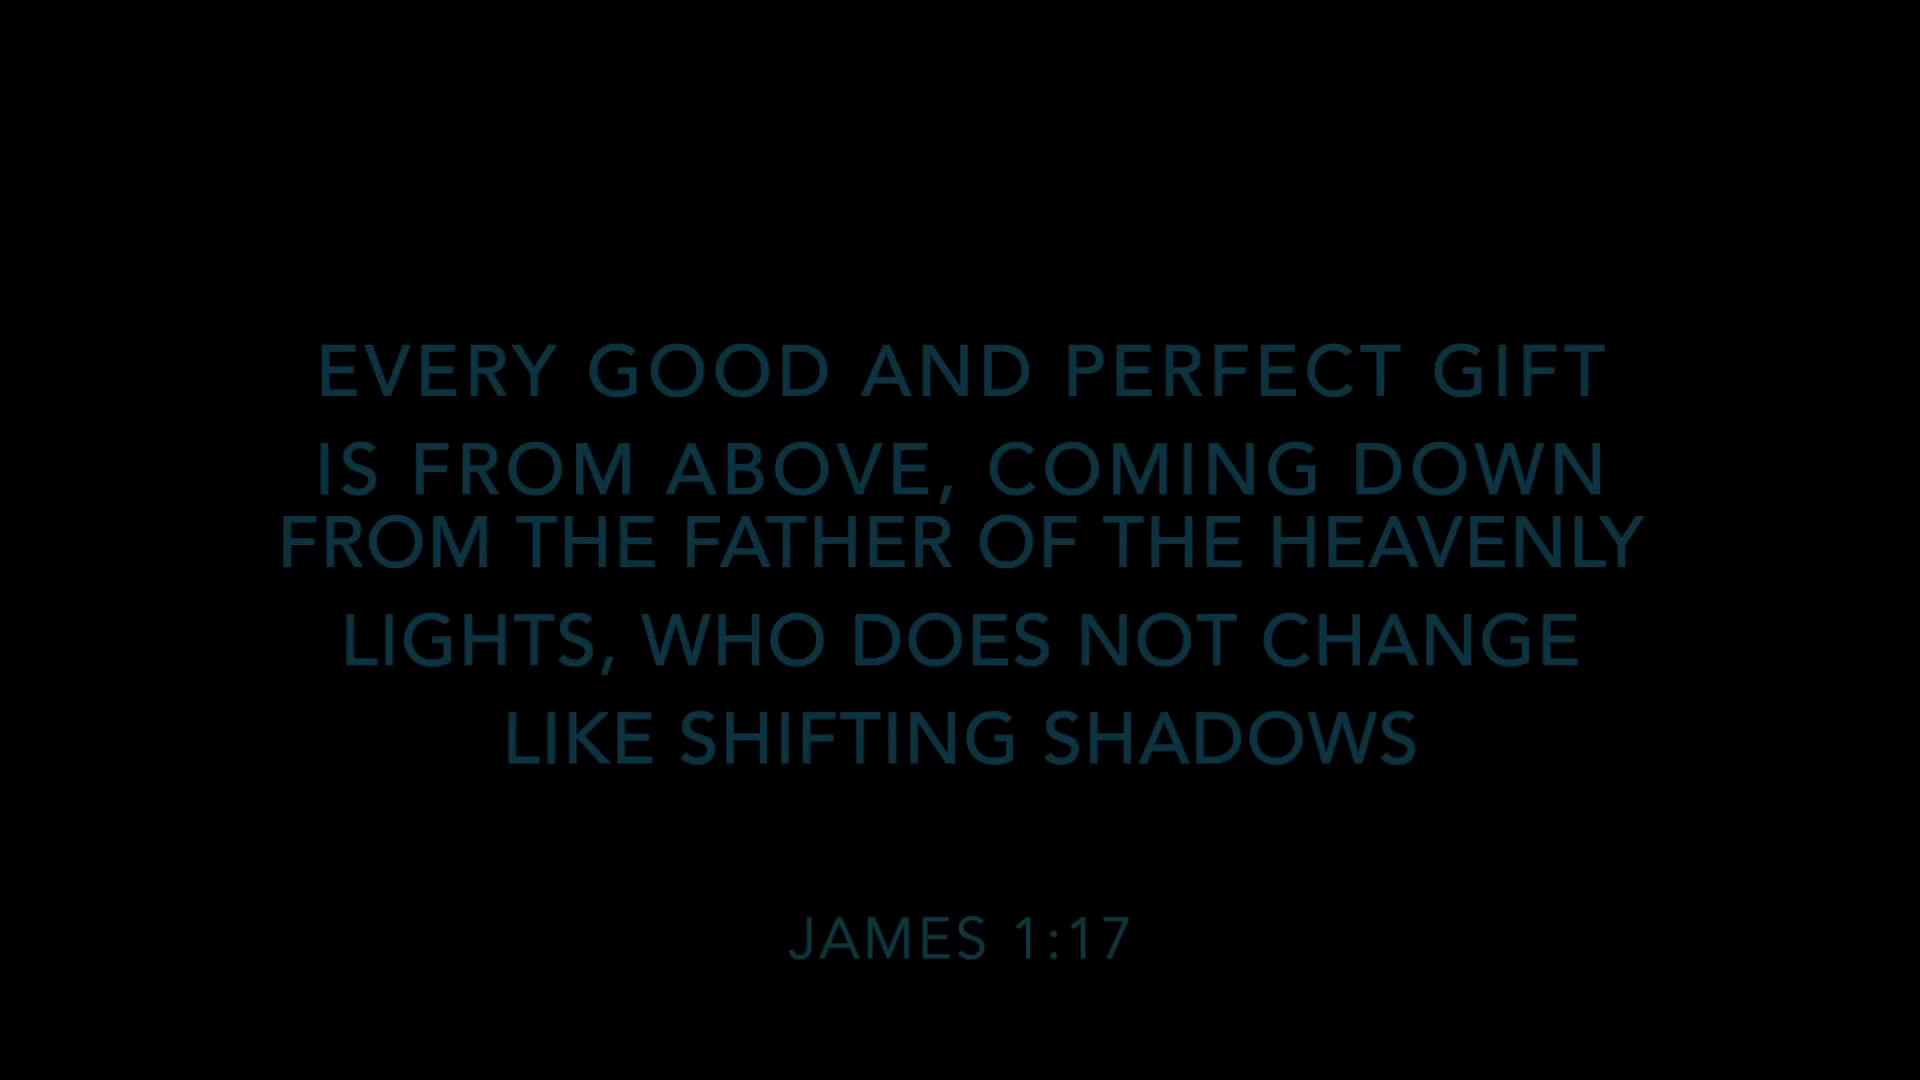 EVERY GOOD AND PERFECT GIFT
IS FROM ABOVE, COMING DOWN
FROM THE FATHER OF THE HEAVENLY
LIGHTS, WHO DOES NOT CHANGE
LIKE SHIFTING SHADOWS
JAMES 1:17